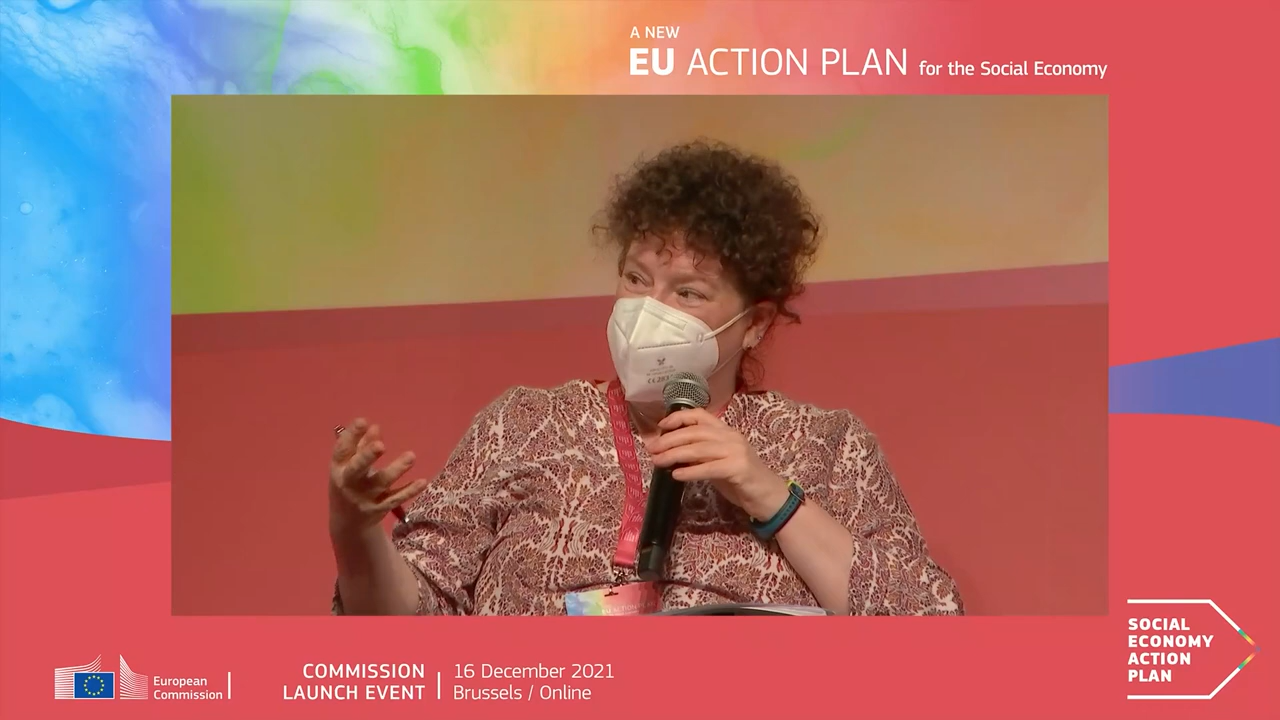 A NEW
EU ACTION PLAN for the Social Economy
SOCIAL
ECONOMY
ACTION
PLAN
European
Commission
COMMISSION
LAUNCH EVENT
16 December 2021
Brussels / Online